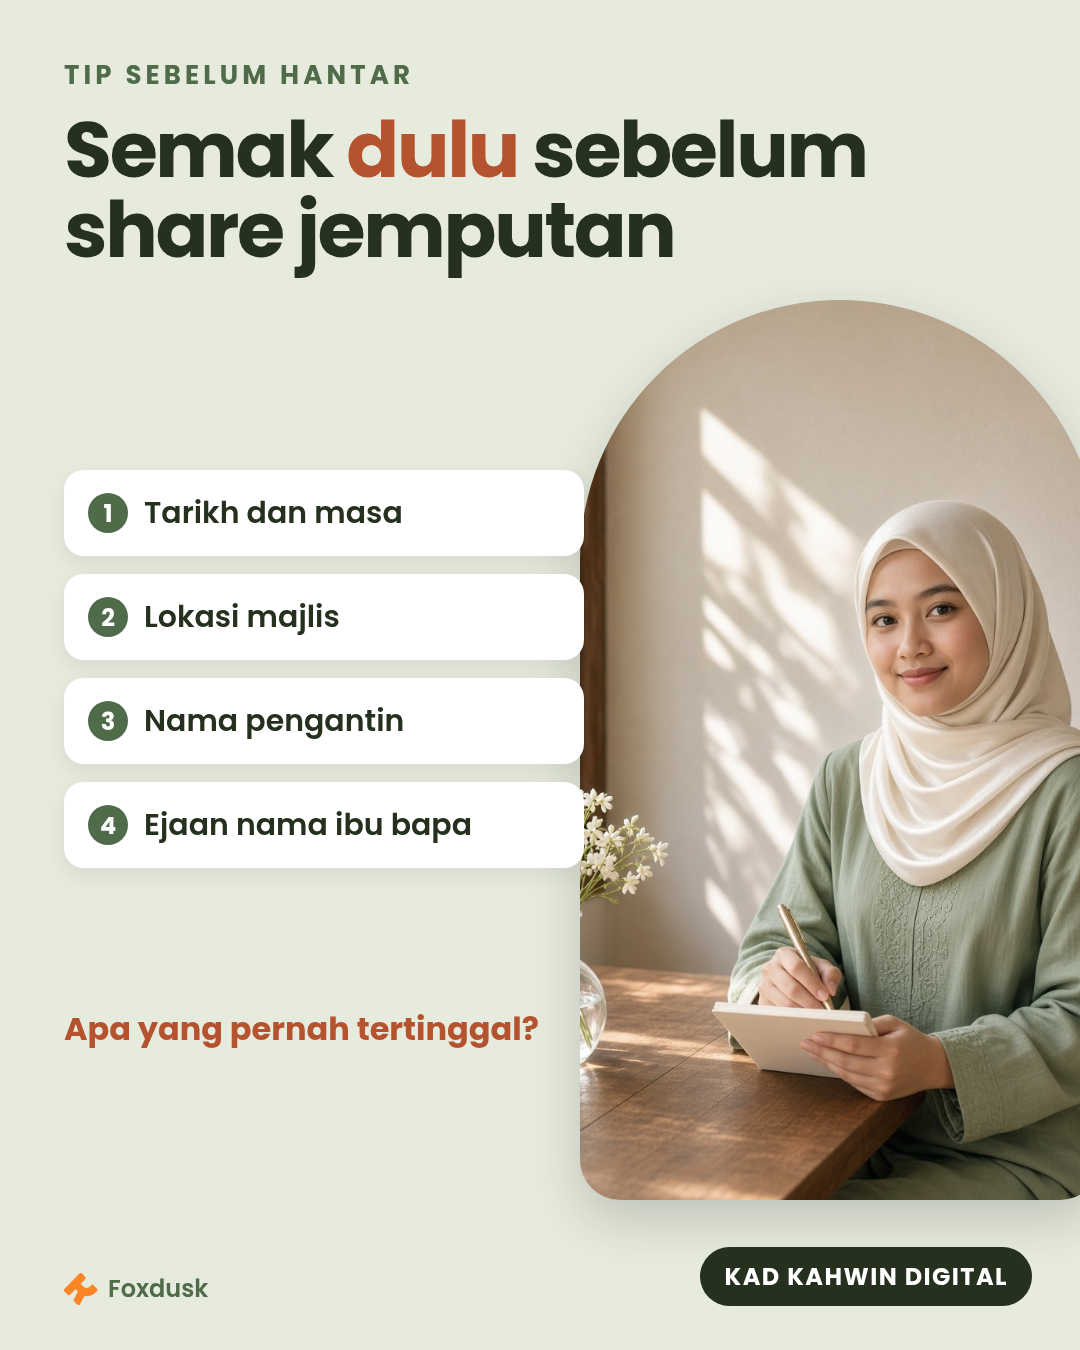 TIP SEBELUM HANTAR
Semak dulu sebelum
share jemputan
1 Tarikh dan masa
2 Lokasi majlis
3 Nama pengantin
4 Ejaan nama ibu bapa
Apa yang pernah tertinggal?
Foxdusk
KAD KAHWIN DIGITAL